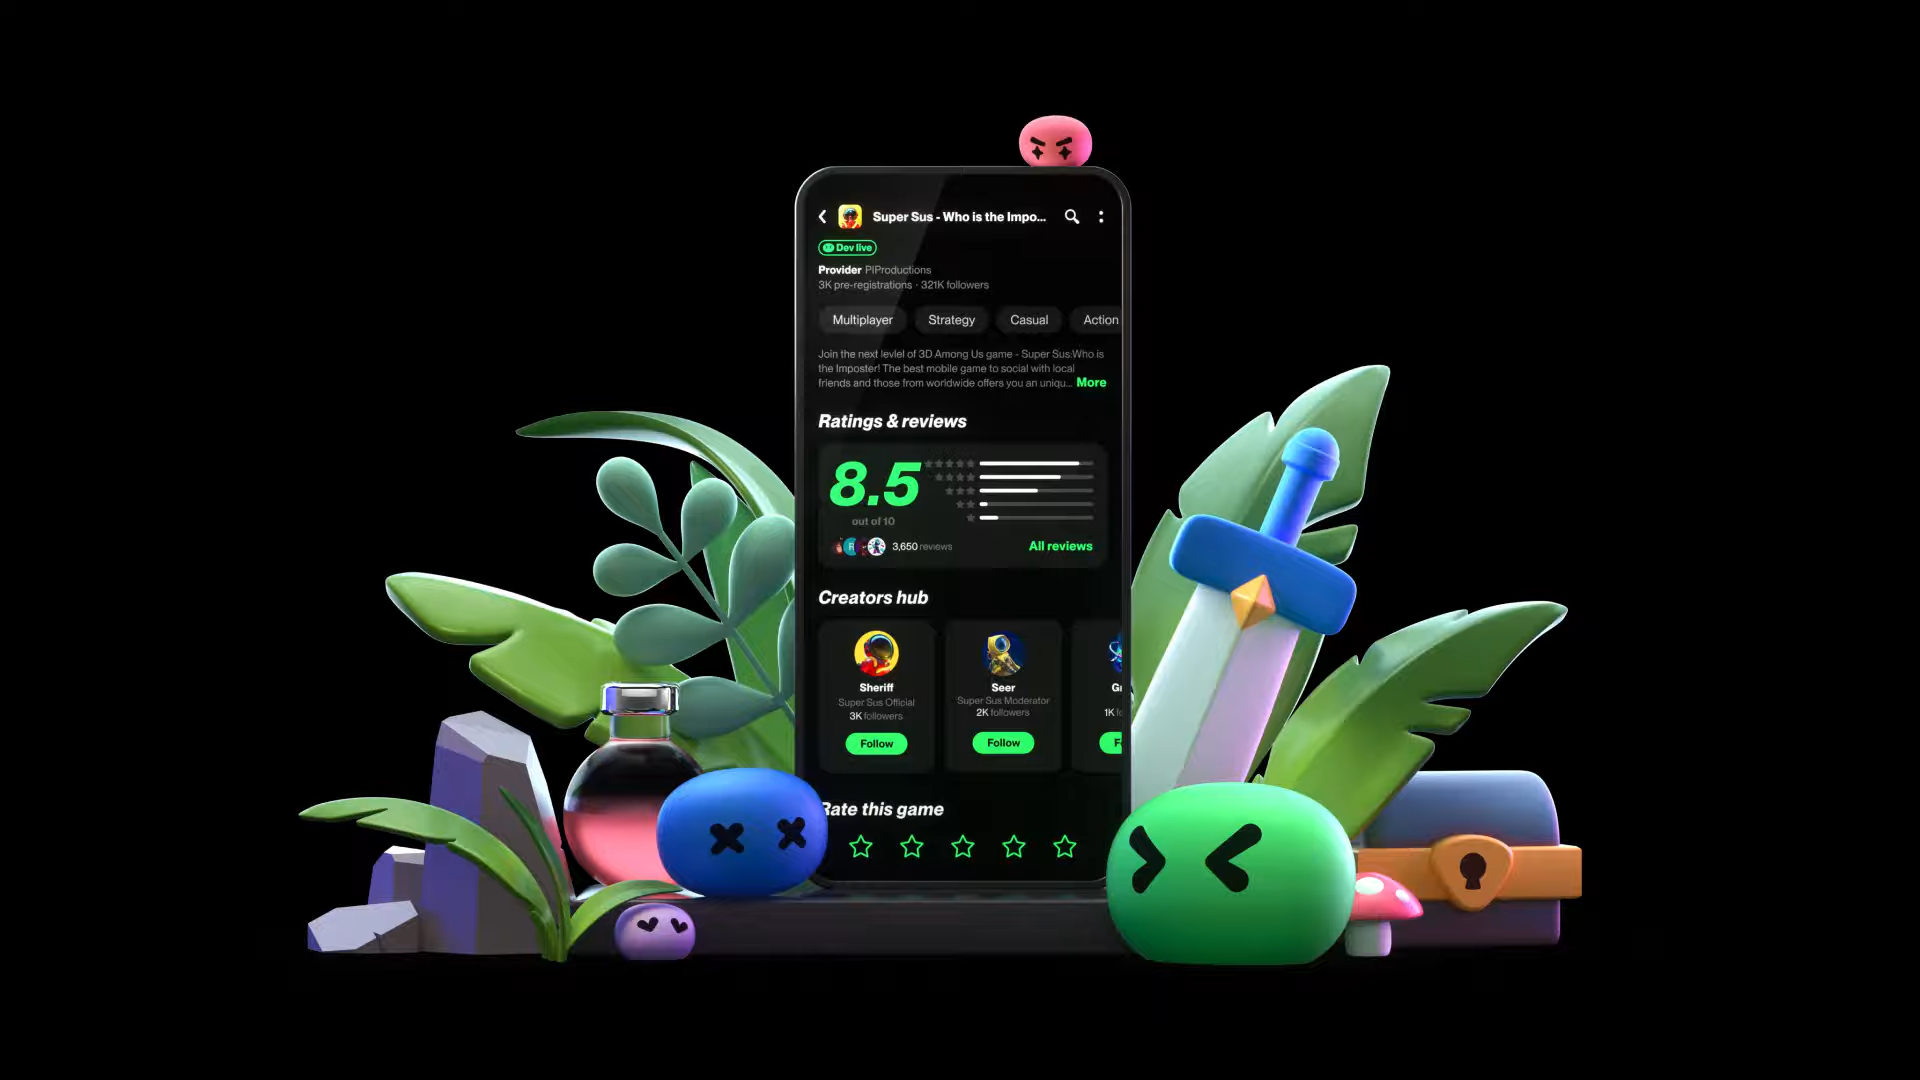 Super Sus - Who is the Impo...
Dev live
Provider PIProductions
3K pre-registrations · 321K followers
Multiplayer
Strategy
Casual
Action
Join the next levlel of 3D Among Us game - Super Sus:Who is
the Imposter! The best mobile game to social with local
friends and those from worldwide offers you an uniqu... More
Ratings & reviews
8.5
out of 10
R
3,650 reviews
All reviews
Creators hub
Sheriff
Super Sus Official
3K followers
Follow
Seer
Super Sus Moderator
2K followers
Follow
G
1K fo
F
Rate this game